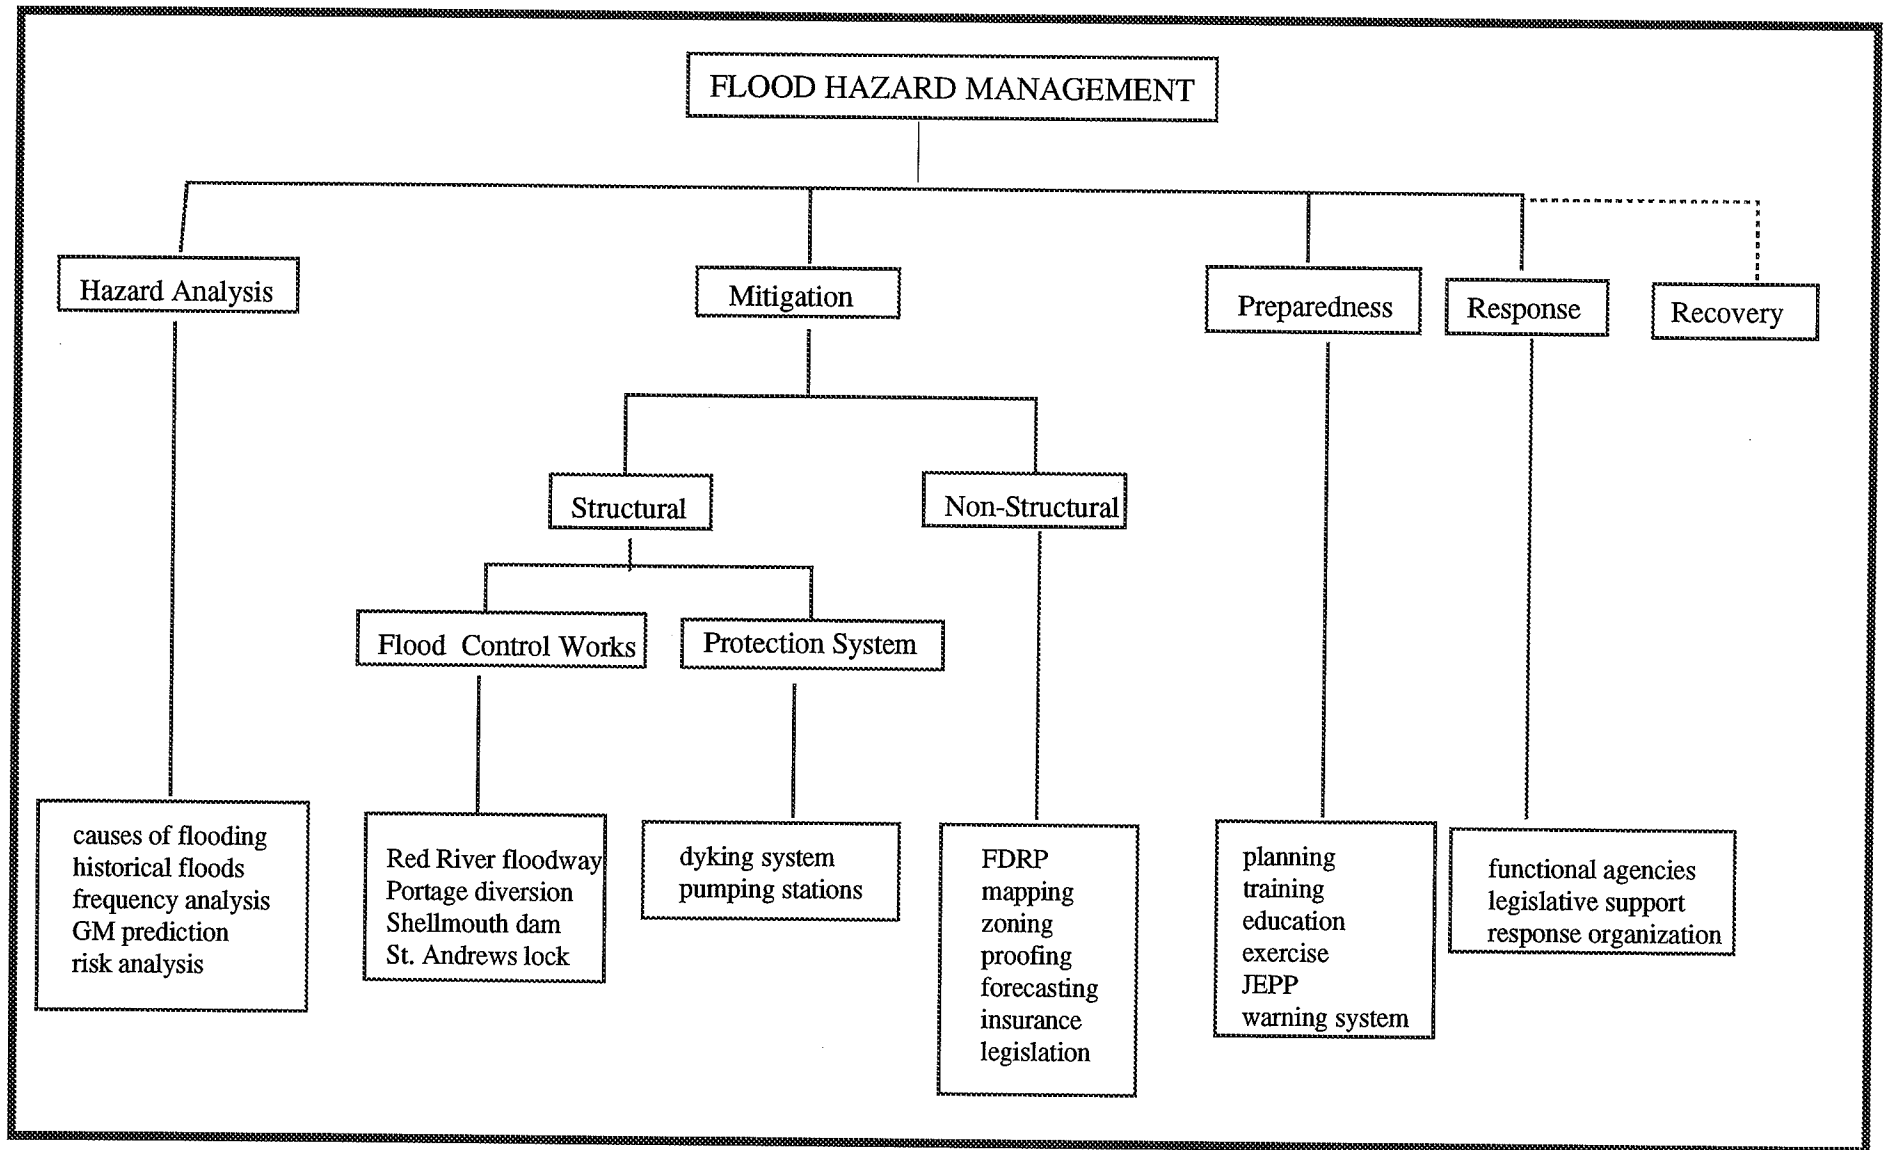 FLOOD HAZARD MANAGEMENT
Hazard Analysis
Mitigation
Preparedness
Response
Recovery
Structural
Non-Structural
Flood Control Works
Protection System
causes of flooding
historical floods
frequency analysis
GM prediction
risk analysis
Red River floodway
Portage diversion
Shellmouth dam
St. Andrews lock
dyking system
pumping stations
FDRP
mapping
zoning
proofing
forecasting
insurance
legislation
planning
training
education
exercise
JEPP
warning system
functional agencies
legislative support
response organization